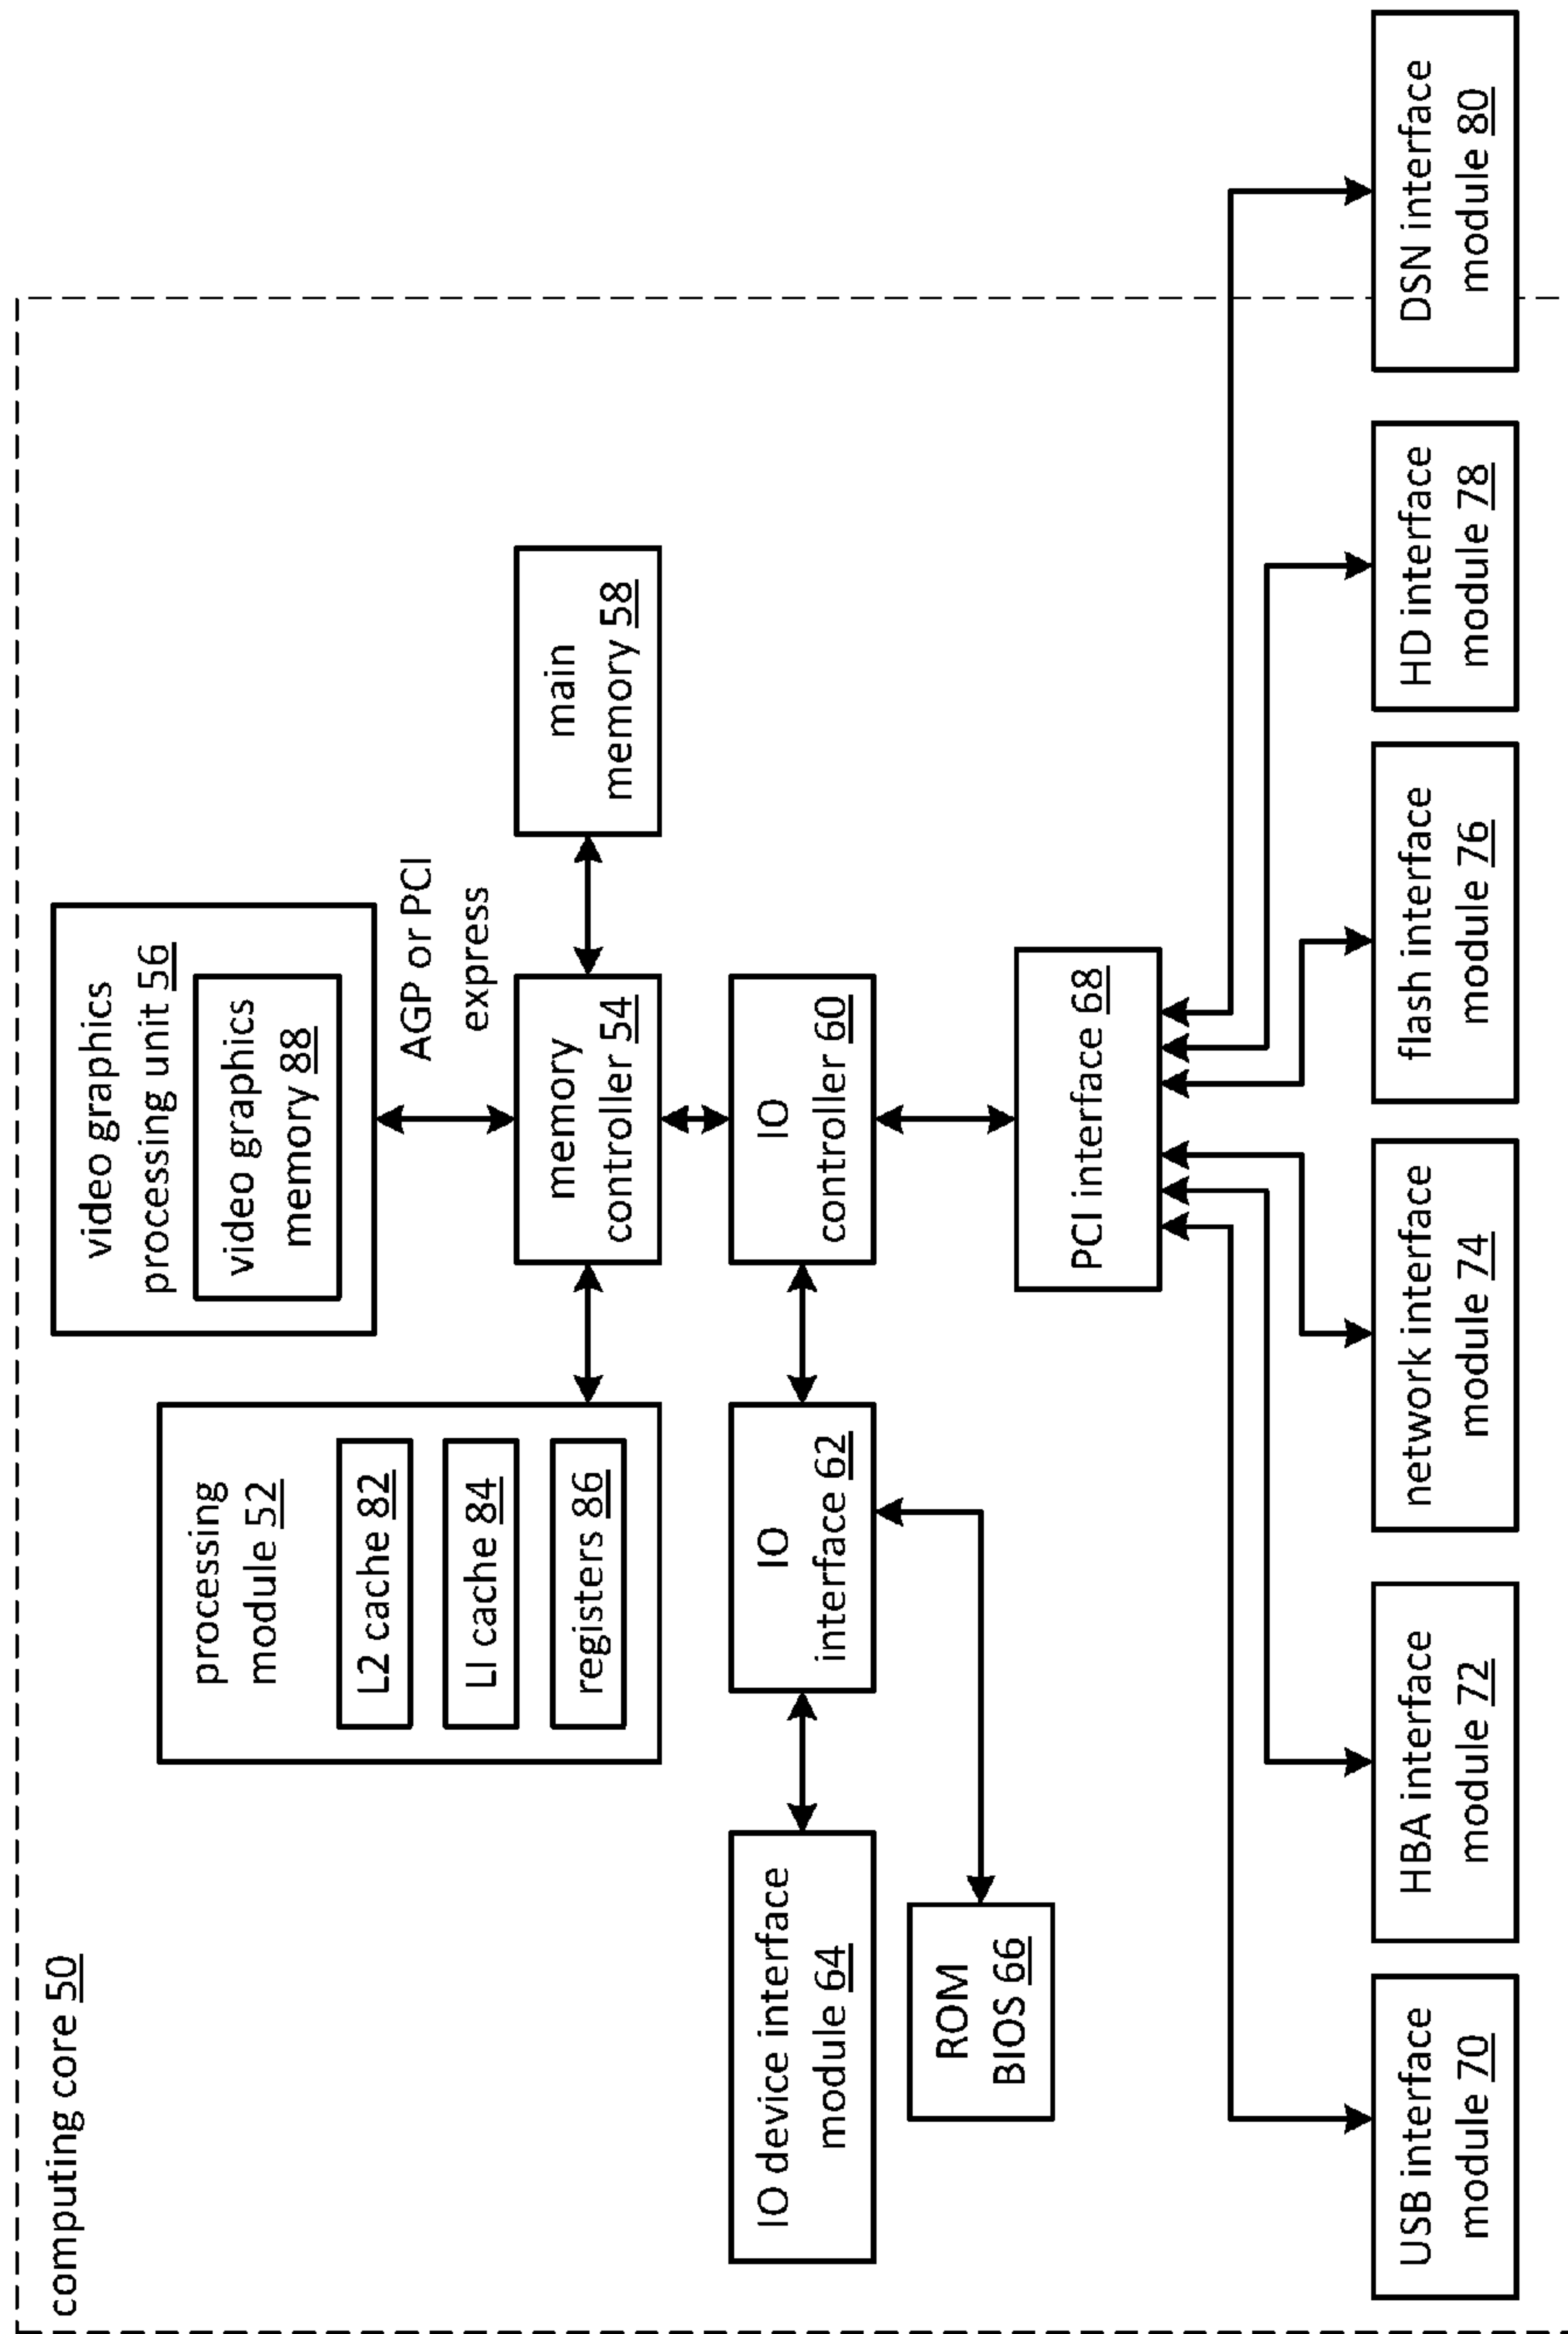 computing core 50
video graphics
processing unit 56
video graphics
memory 88
processing
module 52
L2 cache 82
LI cache 84
registers 86
AGP or PCI
express
memory
controller 54
main
memory 58
IO device interface
module 64
IO
interface 62
IO
controller 60
ROM
BIOS 66
PCI interface 68
USB interface
module 70
HBA interface
module 72
network interface
module 74
flash interface
module 76
HD interface
module 78
DSN interface
module 80